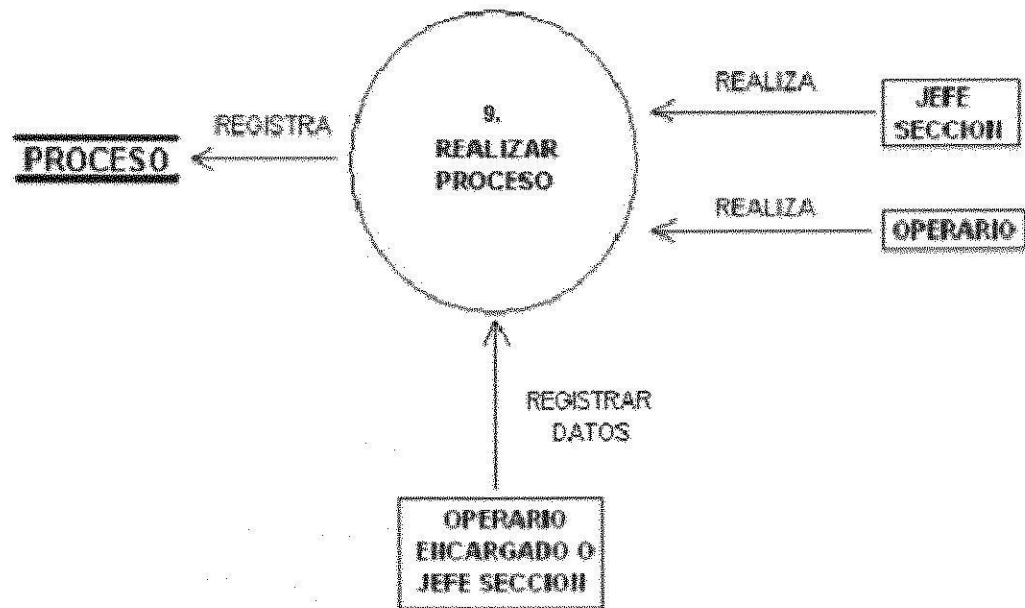 REALIZA
JEFE
SECCION
9.
REGISTRA
REALIZAR
PROCESO
PROCESO
REALIZA
OPERARIO
REGISTRAR
DATOS
OPERARIO
ENCARGADO O
JEFE SECCION